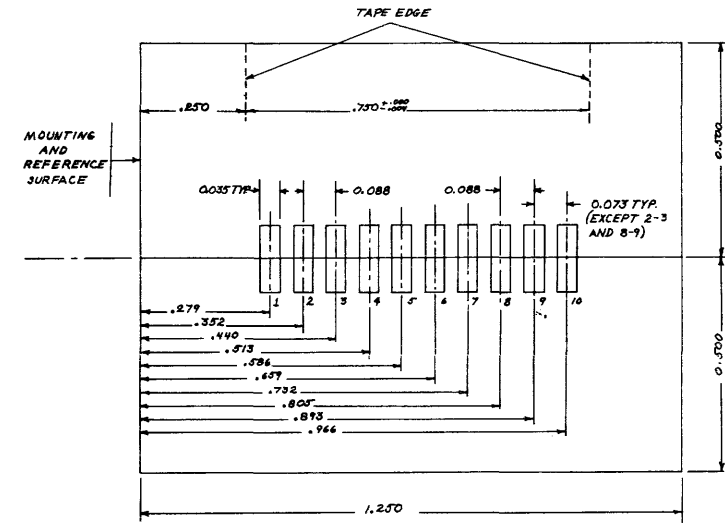 TAPE EDGE
.250
.750 +.000 -.004
0.500
MOUNTING
AND
REFERENCE
SURFACE
0.035 TYP.
0.088
0.088
0.073 TYP.
(EXCEPT 2-3
AND 8-9)
1 2 3 4 5 6 7 8 9 10
.279
.352
.440
.513
.586
.659
.732
.805
.893
.966
0.500
1.250